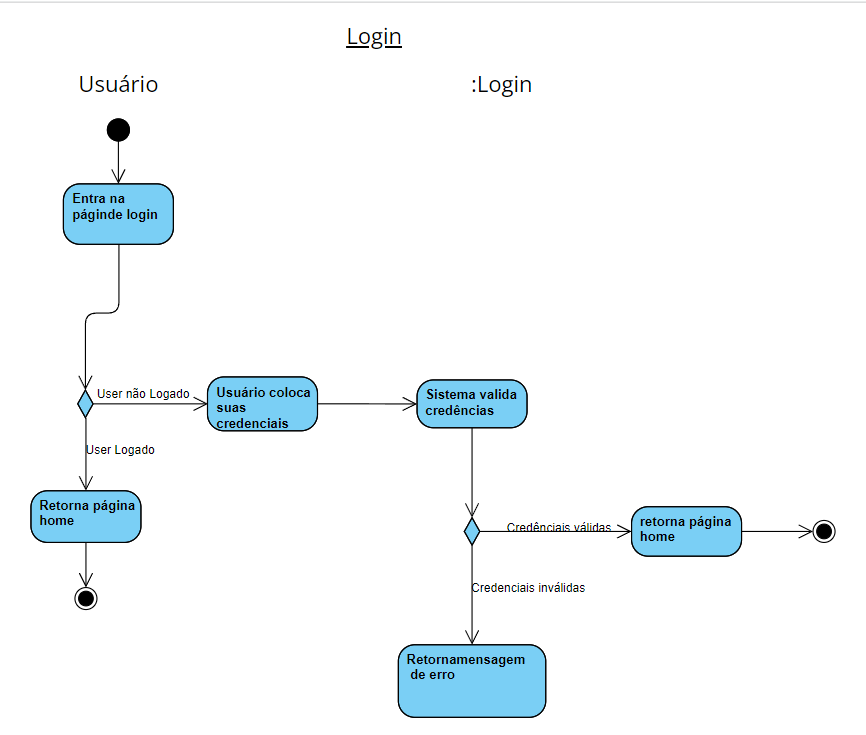 Login
Usuário
:Login
Entra na
páginde login
User não Logado
Usuário coloca
suas
credenciais
Sistema valida
credências
User Logado
Retorna página
home
Credênciais válidas
retorna página
home
Credenciais inválidas
Retornamensagem
de erro